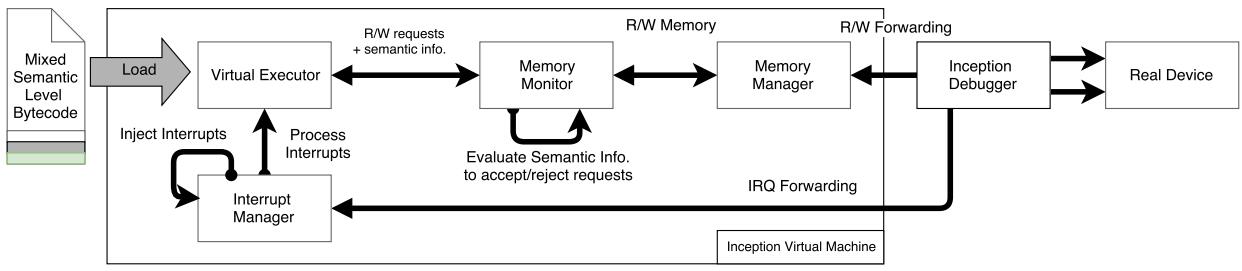 Mixed
Semantic
Level
Bytecode
Load
Virtual Executor
R/W requests
+ semantic info.
Memory
Monitor
R/W Memory
Memory
Manager
R/W Forwarding
Inception
Debugger
Real Device
Inject Interrupts
Process
Interrupts
Evaluate Semantic Info.
to accept/reject requests
Interrupt
Manager
IRQ Forwarding
Inception Virtual Machine